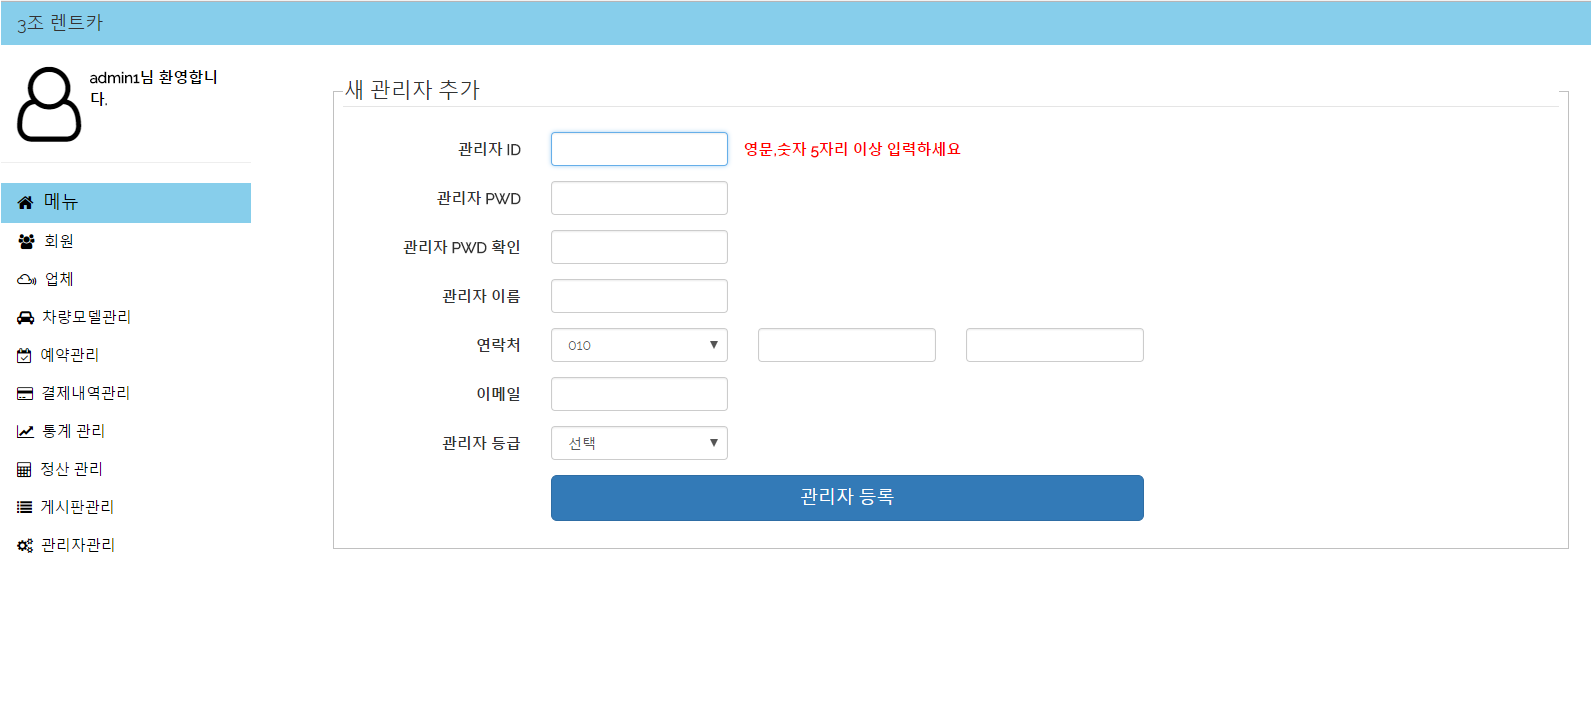 3조 렌트카
admin1님 환영합니
다.
메뉴
회원
업체
차량모델관리
예약관리
결제내역관리
통계 관리
정산 관리
게시판관리
관리자관리
새 관리자 추가
관리자 ID
영문,숫자 5자리 이상 입력하세요
관리자 PWD
관리자 PWD 확인
관리자 이름
연락처 010
이메일
관리자 등급 선택
관리자 등록